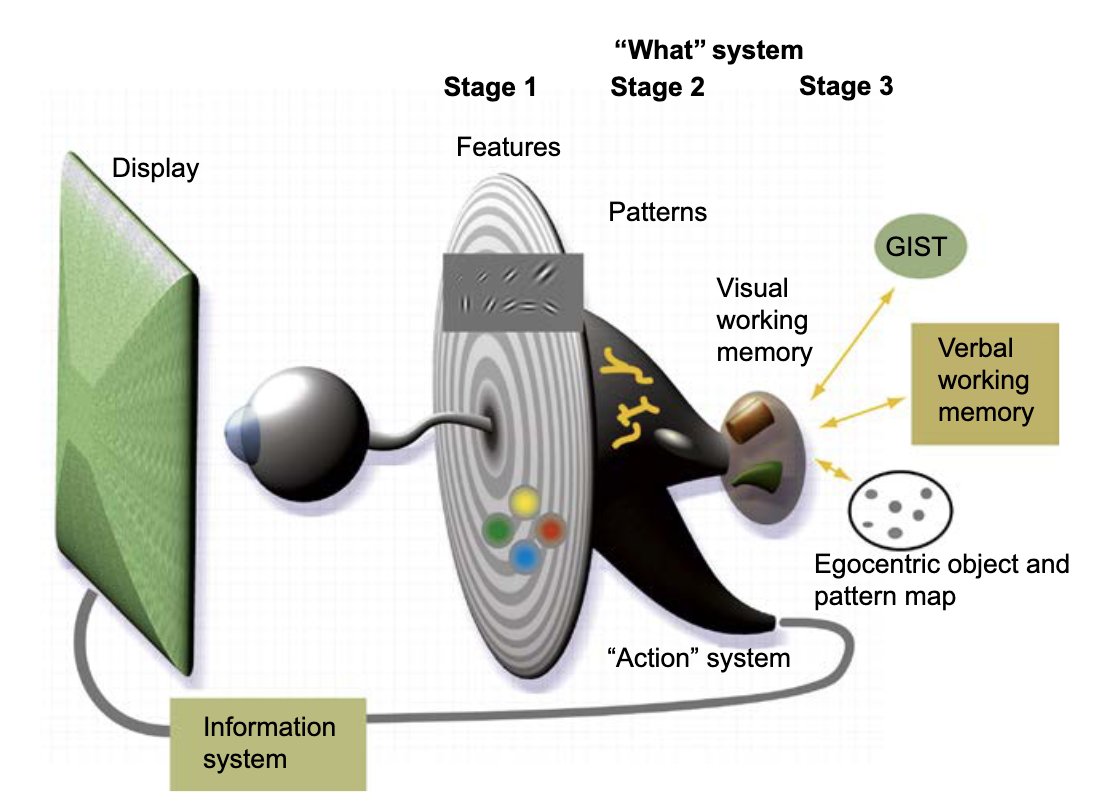 “What” system
Stage 1
Stage 2
Stage 3
Features
Display
Patterns
GIST
Visual
working
memory
Verbal
working
memory
Egocentric object and
pattern map
“Action” system
Information
system